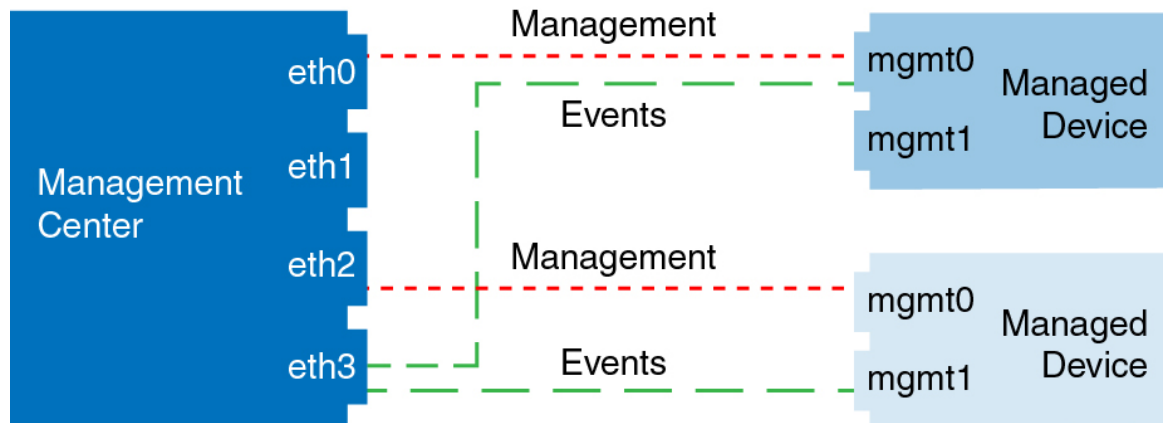 Management
Center
eth0
eth1
eth2
eth3
Management
Events
Management
Events
mgmt0
mgmt1
Managed
Device
mgmt0
mgmt1
Managed
Device